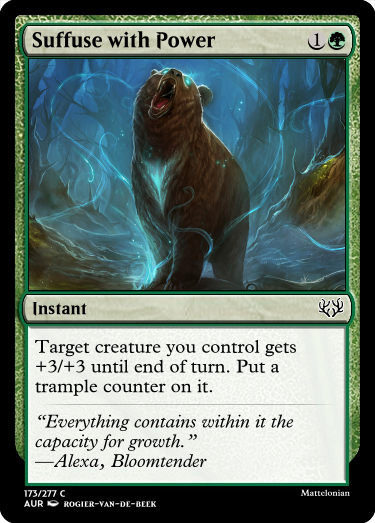 Suffuse with Power 1
Instant
Target creature you control gets
+3/+3 until end of turn. Put a
trample counter on it.
“Everything contains within it the
capacity for growth.”
—Alexa, Bloomtender
173/277 C Mattelonian
AUR ROGIER-VAN-DE-BEEK